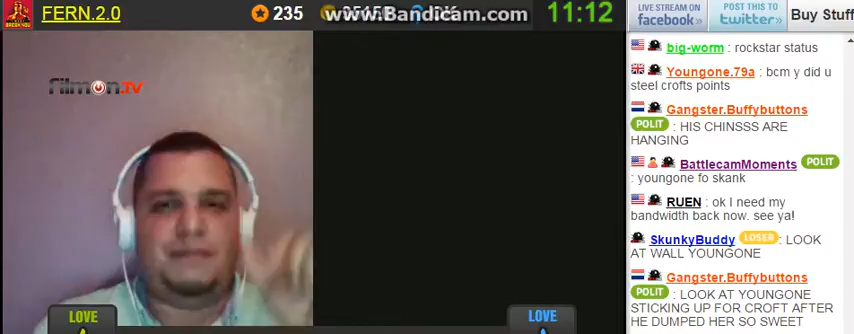 FERN.2.0
235
www.Bandicam.com
11:12
LIVE STREAM ON
facebook»
POST THIS TO
twitter»
Buy Stuff
filmon.TV
big-worm : rockstar status
Youngone.79a : bcm y did u
steel crofts points
Gangster.Buffybuttons
POLIT : HIS CHINSSS ARE
HANGING
BattlecamMoments POLIT
: youngone fo skank
RUEN : ok I need my
bandwidth back now. see ya!
SkunkyBuddy LOSER : LOOK
AT WALL YOUNGONE
Gangster.Buffybuttons
POLIT : LOOK AT YOUNGONE
STICKING UP FOR CROFT AFTER
HE DUMPED HER SO SWEET
LOVE
LOVE